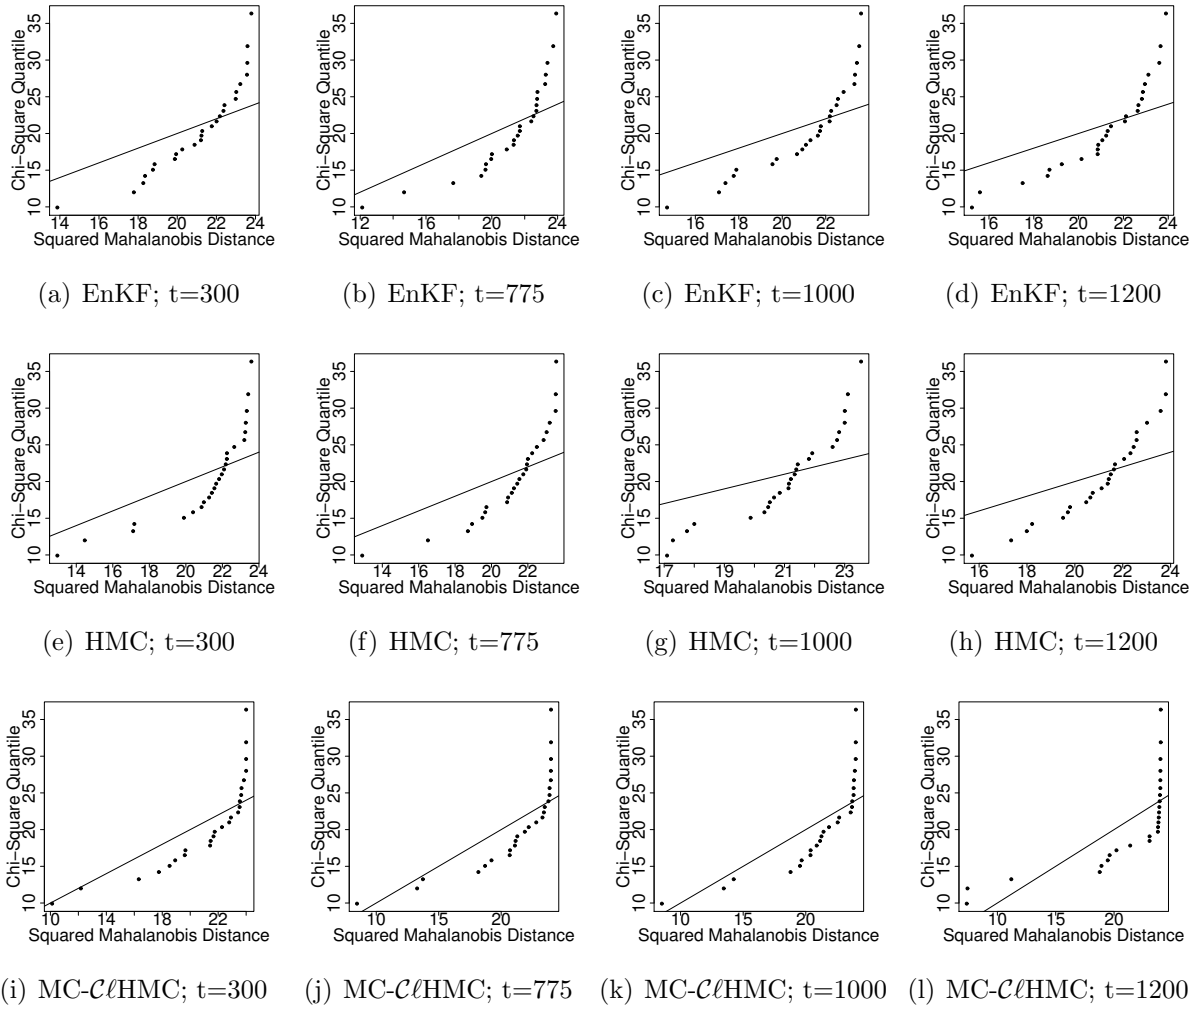 Chi−Square Quantile
10 15 20 25 30 35
14 16 18 20 22 24
Squared Mahalanobis Distance
(a) EnKF; t=300
Chi−Square Quantile
10 15 20 25 30 35
12 16 20 24
Squared Mahalanobis Distance
(b) EnKF; t=775
Chi−Square Quantile
10 15 20 25 30 35
16 18 20 22
Squared Mahalanobis Distance
(c) EnKF; t=1000
Chi−Square Quantile
10 15 20 25 30 35
16 18 20 22 24
Squared Mahalanobis Distance
(d) EnKF; t=1200
Chi−Square Quantile
10 15 20 25 30 35
14 16 18 20 22 24
Squared Mahalanobis Distance
(e) HMC; t=300
Chi−Square Quantile
10 15 20 25 30 35
14 16 18 20 22
Squared Mahalanobis Distance
(f) HMC; t=775
Chi−Square Quantile
10 15 20 25 30 35
17 19 21 23
Squared Mahalanobis Distance
(g) HMC; t=1000
Chi−Square Quantile
10 15 20 25 30 35
16 18 20 22 24
Squared Mahalanobis Distance
(h) HMC; t=1200
Chi−Square Quantile
10 15 20 25 30 35
10 14 18 22
Squared Mahalanobis Distance
(i) MC-𝒞ℓHMC; t=300
Chi−Square Quantile
10 15 20 25 30 35
10 15 20
Squared Mahalanobis Distance
(j) MC-𝒞ℓHMC; t=775
Chi−Square Quantile
10 15 20 25 30 35
10 15 20
Squared Mahalanobis Distance
(k) MC-𝒞ℓHMC; t=1000
Chi−Square Quantile
10 15 20 25 30 35
10 15 20
Squared Mahalanobis Distance
(l) MC-𝒞ℓHMC; t=1200